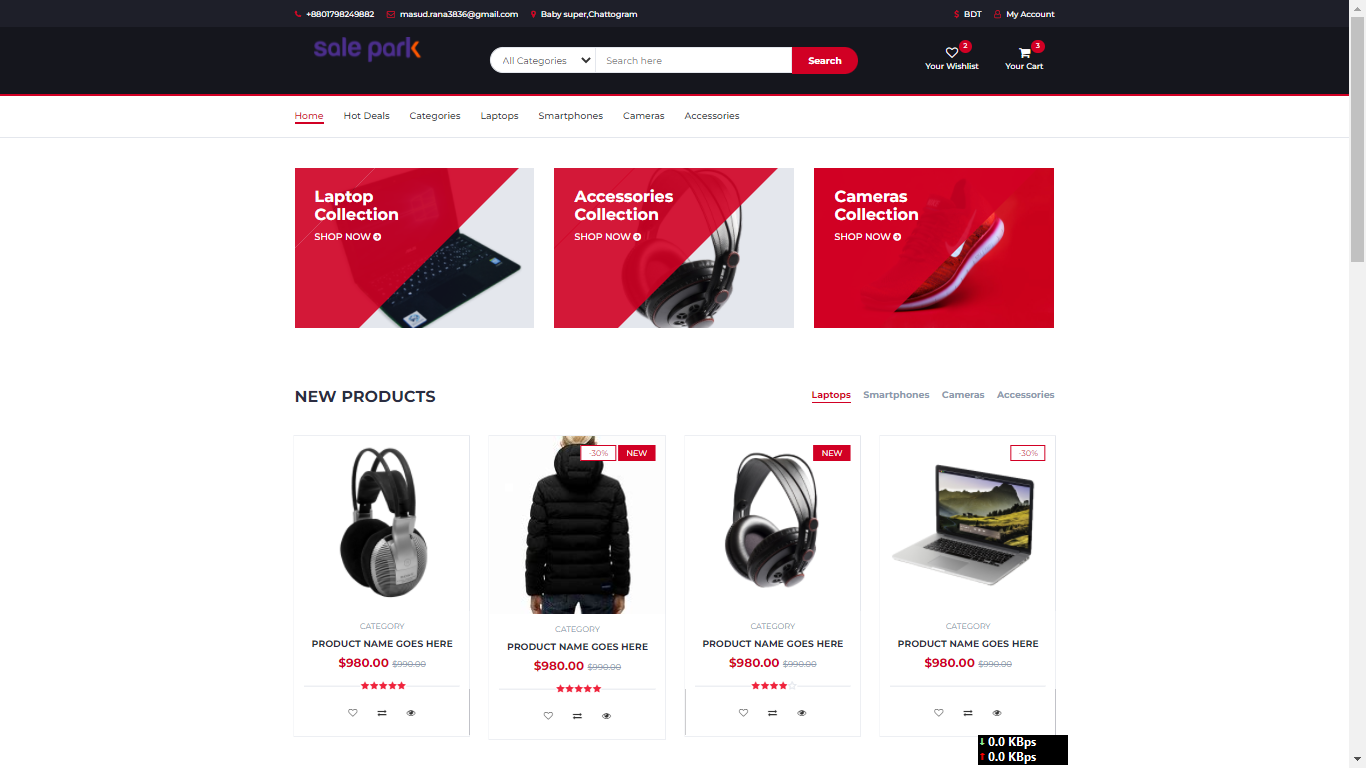 +8801798249882 masud.rana3836@gmail.com Baby super,Chattogram $ BDT My Account
sale park
All Categories Search here Search
2 3
Your Wishlist Your Cart
Home Hot Deals Categories Laptops Smartphones Cameras Accessories
Laptop
Collection
SHOP NOW
Accessories
Collection
SHOP NOW
Cameras
Collection
SHOP NOW
NEW PRODUCTS Laptops Smartphones Cameras Accessories
-30% NEW NEW -30%
CATEGORY CATEGORY CATEGORY CATEGORY
PRODUCT NAME GOES HERE PRODUCT NAME GOES HERE PRODUCT NAME GOES HERE PRODUCT NAME GOES HERE
$980.00 $990.00 $980.00 $990.00 $980.00 $990.00 $980.00 $990.00
0.0 KBps
0.0 KBps